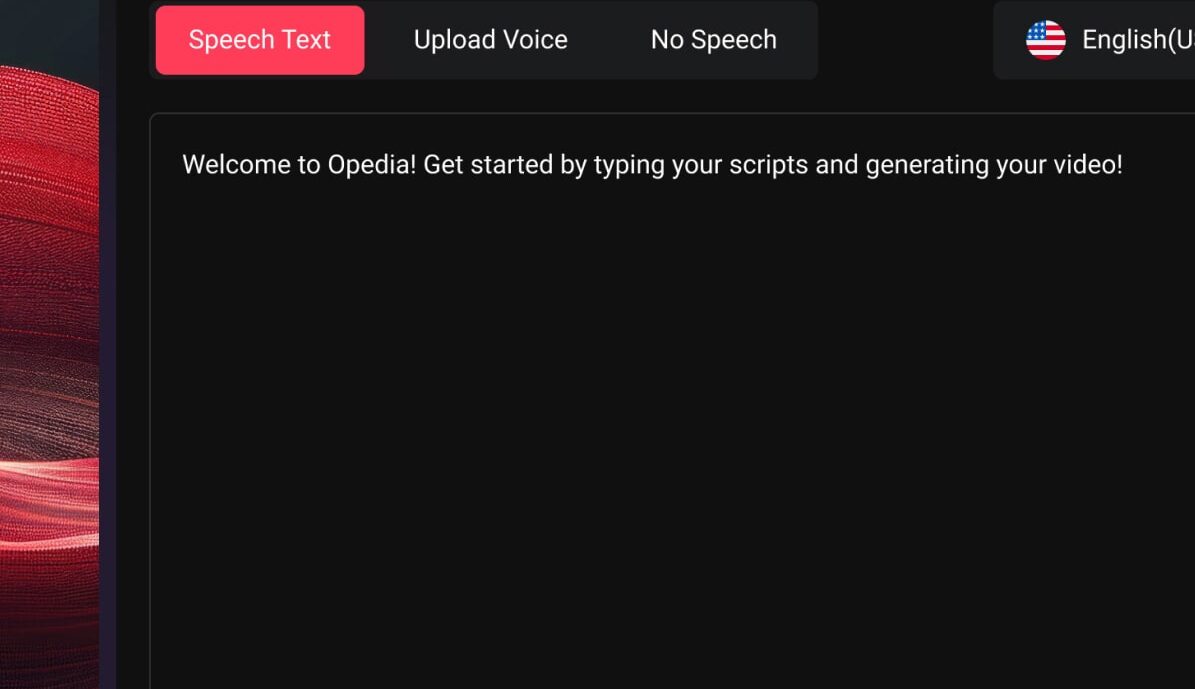 Speech Text Upload Voice No Speech English(U
Welcome to Opedia! Get started by typing your scripts and generating your video!